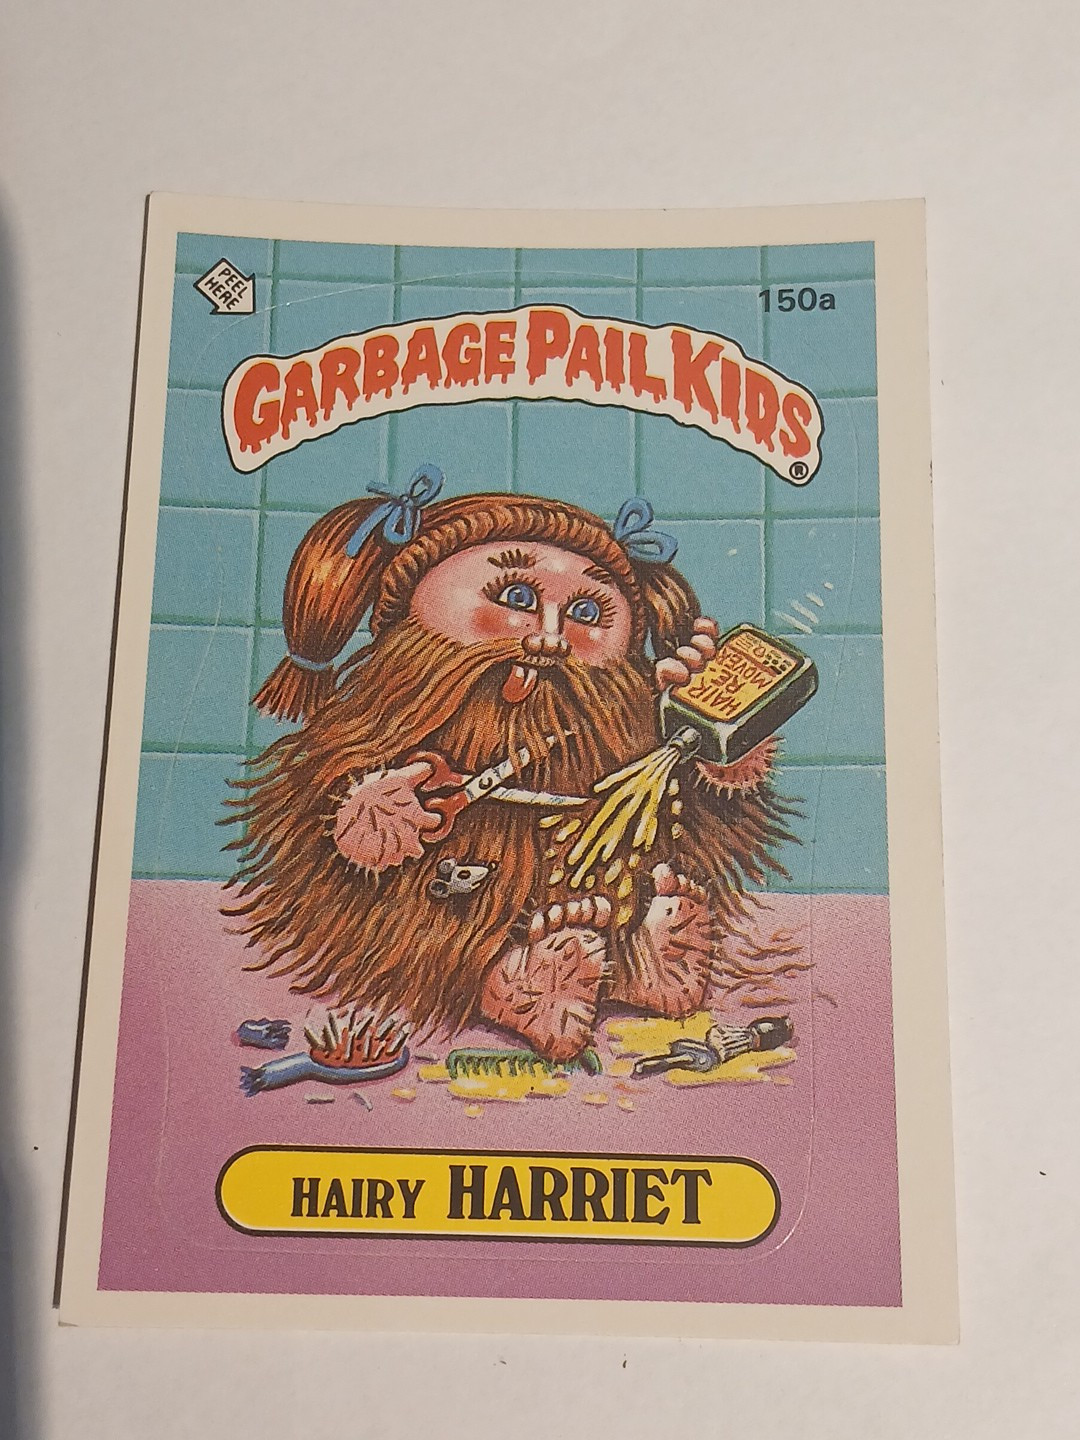 PEEL
HERE
150a
GARBAGE PAIL KIDS
®
HAIR
RE
MOVER
HAIRY HARRIET